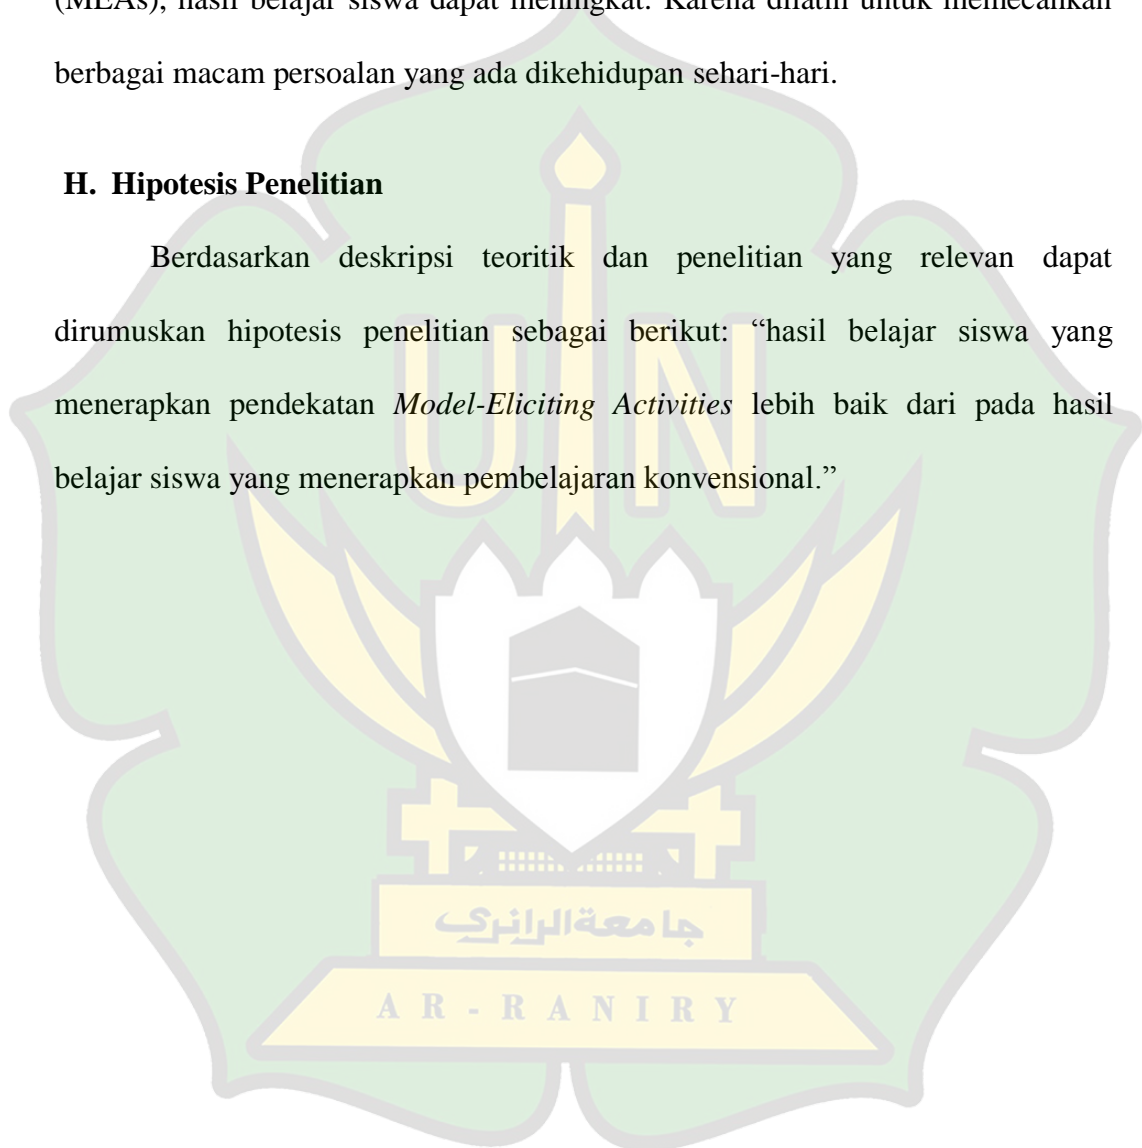 (MEAs), hasil belajar siswa dapat meningkat. Karena dilatih untuk memecahkan
berbagai macam persoalan yang ada dikehidupan sehari-hari.
H. Hipotesis Penelitian
Berdasarkan deskripsi teoritik dan penelitian yang relevan dapat
dirumuskan hipotesis penelitian sebagai berikut: “hasil belajar siswa yang
menerapkan pendekatan Model-Eliciting Activities lebih baik dari pada hasil
belajar siswa yang menerapkan pembelajaran konvensional.”
UIN
جامعةالرانري
AR-RANIRY